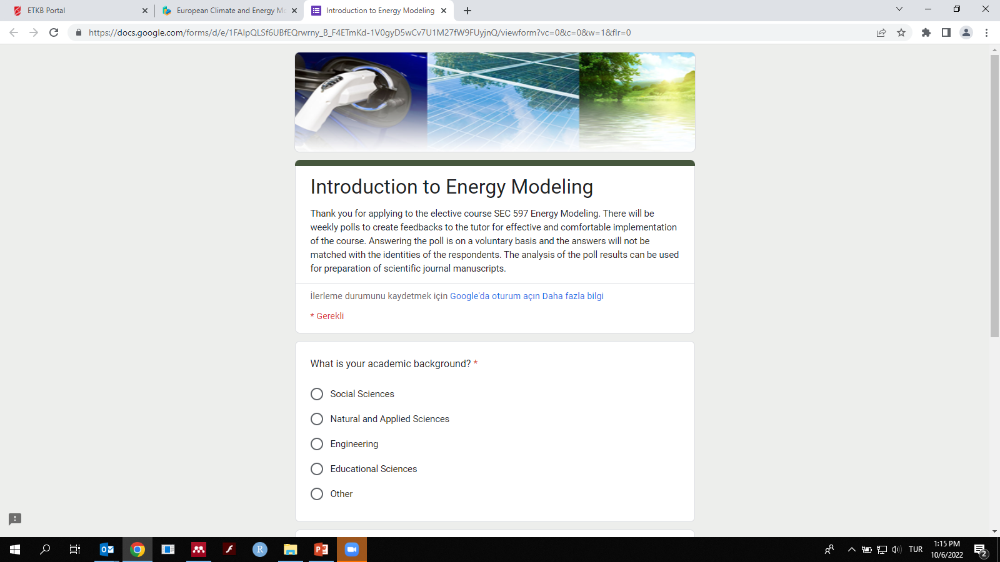 ETKB Portal
European Climate and Energy Mo
Introduction to Energy Modeling
https://docs.google.com/forms/d/e/1FAIpQLSf6UBfEQrwrny_B_F4ETmKd-1V0gyD5wCv7U1M27fW9FUyjnQ/viewform?vc=0&c=0&w=1&flr=0
Introduction to Energy Modeling
Thank you for applying to the elective course SEC 597 Energy Modeling. There will be
weekly polls to create feedbacks to the tutor for effective and comfortable implementation
of the course. Answering the poll is on a voluntary basis and the answers will not be
matched with the identities of the respondents. The analysis of the poll results can be used
for preparation of scientific journal manuscripts.
İlerleme durumunu kaydetmek için Google'da oturum açın Daha fazla bilgi
* Gerekli
What is your academic background? *
Social Sciences
Natural and Applied Sciences
Engineering
Educational Sciences
Other
TUR
1:15 PM
10/6/2022
2